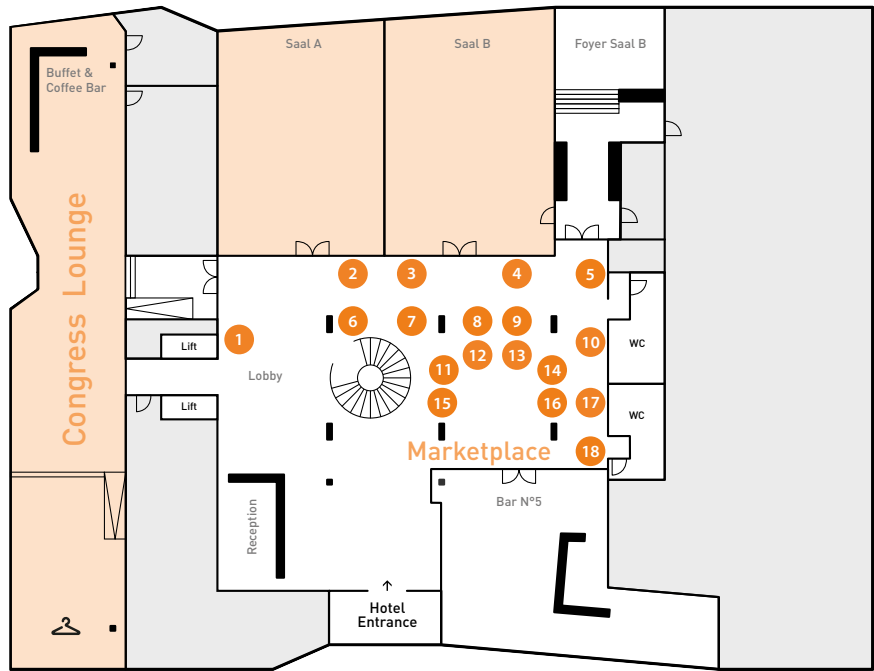 Saal A
Saal B
Foyer Saal B
Buffet &
Coffee Bar
Congress Lounge
2
3
4
5
6
7
8
9
1
10
Lift
WC
12
13
11
14
Lobby
Lift
15
16
17
WC
Marketplace
18
Reception
Bar N°5
Hotel
Entrance